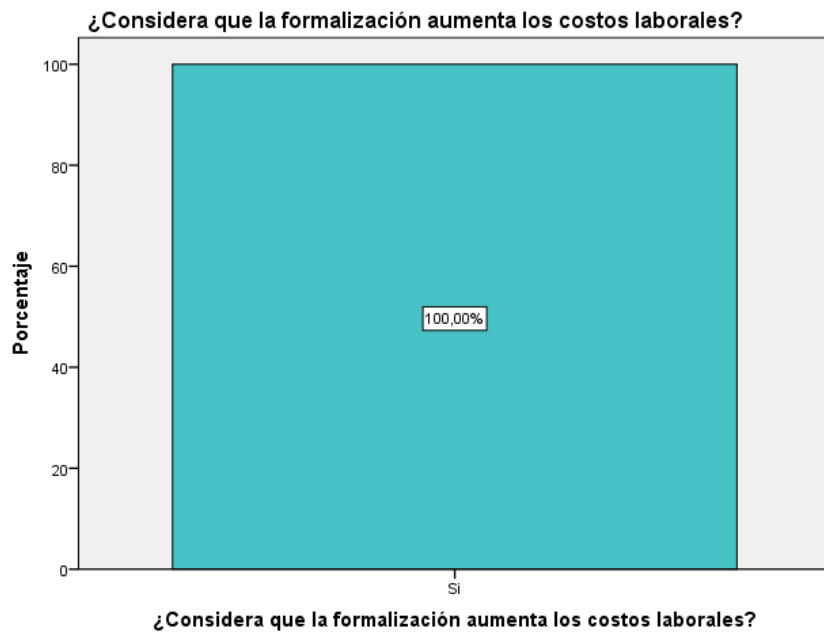 ¿Considera que la formalización aumenta los costos laborales?
Porcentaje
100
80
60
40
20
0
100,00%
Si
¿Considera que la formalización aumenta los costos laborales?